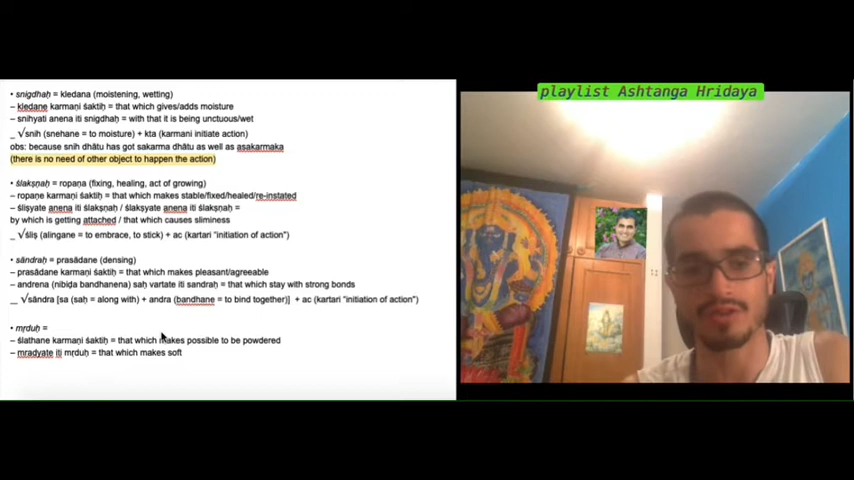 • snigdhaḥ = kledana (moistening, wetting)
– kledane karmaṇi śaktiḥ = that which gives/adds moisture
– snihyati anena iti snigdhaḥ = with that it is being unctuous/wet
_ √snih (snehane = to moisture) + kta (karmani initiate action)
obs: because snih dhātu has got sakarma dhātu as well as asakarmaka
(there is no need of other object to happen the action)
• ślakṣṇaḥ = ropaṇa (fixing, healing, act of growing)
– ropaṇe karmaṇi śaktiḥ = that which makes stable/fixed/healed/re-instated
– śliṣyate anena iti ślakṣṇaḥ / ślakṣyate anena iti ślakṣṇaḥ =
by which is getting attached / that which causes sliminess
_ √śliṣ (alingane = to embrace, to stick) + ac (kartari "initiation of action")
• sāndraḥ = prasādane (densing)
– prasādane karmaṇi śaktiḥ = that which makes pleasant/agreeable
– andrena (nibiḍa bandhanena) saḥ vartate iti sandraḥ = that which stay with strong bonds
__ √sāndra [sa (saḥ = along with) + andra (bandhane = to bind together)] + ac (kartari "initiation of action")
• mṛduḥ =
– ślathane karmaṇi śaktiḥ = that which makes possible to be powdered
– mradyate iti mṛduḥ = that which makes soft
playlist Ashtanga Hridaya